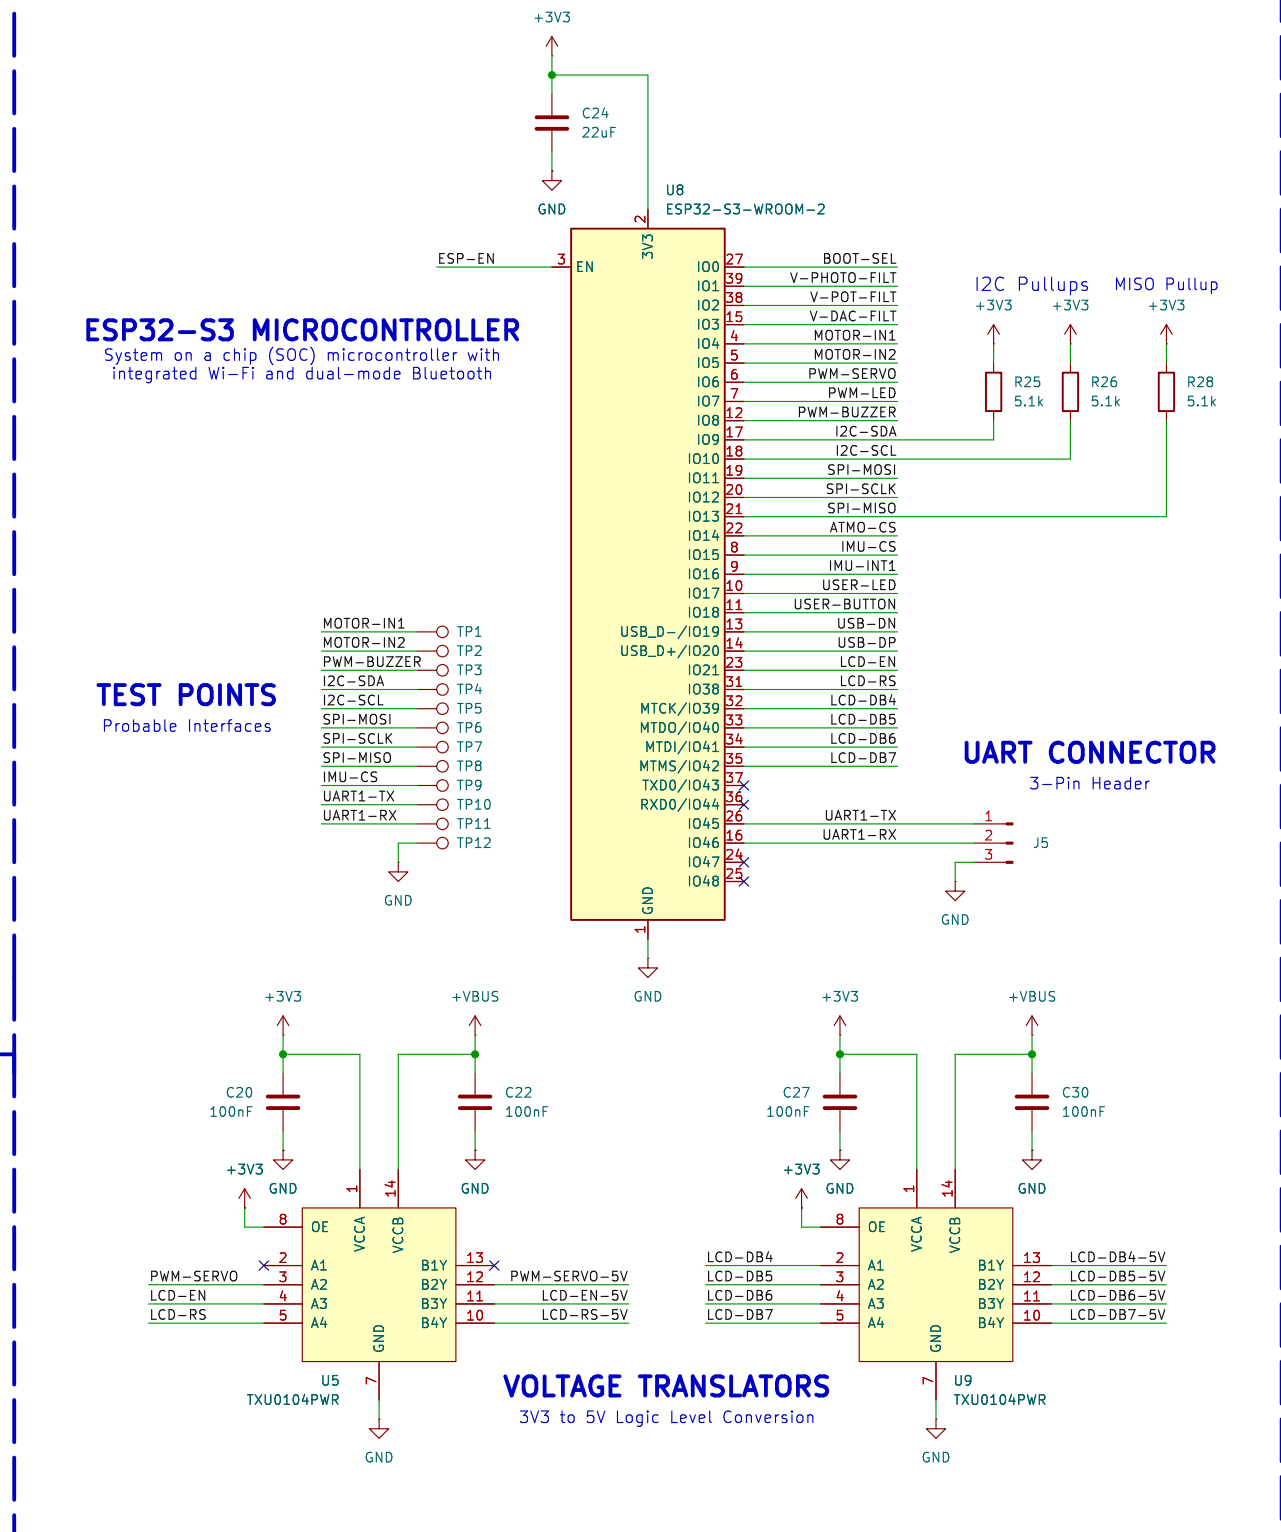 +3V3
C24
22uF
GND
U8
ESP32-S3-WROOM-2
2
3V3
ESP-EN 3 EN
IO0 27 BOOT-SEL
IO1 39 V-PHOTO-FILT
IO2 38 V-POT-FILT
IO3 15 V-DAC-FILT
IO4 4 MOTOR-IN1
IO5 5 MOTOR-IN2
IO6 6 PWM-SERVO
IO7 7 PWM-LED
IO8 12 PWM-BUZZER
IO9 17 I2C-SDA
IO10 18 I2C-SCL
IO11 19 SPI-MOSI
IO12 20 SPI-SCLK
IO13 21 SPI-MISO
IO14 22 ATMO-CS
IO15 8 IMU-CS
IO16 9 IMU-INT1
IO17 10 USER-LED
IO18 11 USER-BUTTON
USB_D-/IO19 13 USB-DN
USB_D+/IO20 14 USB-DP
IO21 23 LCD-EN
IO38 31 LCD-RS
MTCK/IO39 32 LCD-DB4
MTDO/IO40 33 LCD-DB5
MTDI/IO41 34 LCD-DB6
MTMS/IO42 35 LCD-DB7
TXD0/IO43 37
RXD0/IO44 36
IO45 26 UART1-TX 1
IO46 16 UART1-RX 2
IO47 24 3
IO48 25
J5
GND
GND
1
GND
I2C Pullups
MISO Pullup
+3V3
+3V3
+3V3
R25
5.1k
R26
5.1k
R28
5.1k
ESP32-S3 MICROCONTROLLER
System on a chip (SOC) microcontroller with
integrated Wi-Fi and dual-mode Bluetooth
TEST POINTS
Probable Interfaces
MOTOR-IN1 TP1
MOTOR-IN2 TP2
PWM-BUZZER TP3
I2C-SDA TP4
I2C-SCL TP5
SPI-MOSI TP6
SPI-SCLK TP7
SPI-MISO TP8
IMU-CS TP9
UART1-TX TP10
UART1-RX TP11
TP12
GND
UART CONNECTOR
3-Pin Header
+3V3
+VBUS
C20
100nF
C22
100nF
+3V3
GND
GND
1
14
8 OE
VCCA
VCCB
2 A1
B1Y 13
PWM-SERVO 3 A2
B2Y 12 PWM-SERVO-5V
LCD-EN 4 A3
B3Y 11 LCD-EN-5V
LCD-RS 5 A4
B4Y 10 LCD-RS-5V
GND
7
U5
TXU0104PWR
GND
+3V3
+VBUS
C27
100nF
C30
100nF
+3V3
GND
GND
1
14
8 OE
VCCA
VCCB
LCD-DB4 2 A1
B1Y 13 LCD-DB4-5V
LCD-DB5 3 A2
B2Y 12 LCD-DB5-5V
LCD-DB6 4 A3
B3Y 11 LCD-DB6-5V
LCD-DB7 5 A4
B4Y 10 LCD-DB7-5V
GND
7
U9
TXU0104PWR
GND
VOLTAGE TRANSLATORS
3V3 to 5V Logic Level Conversion